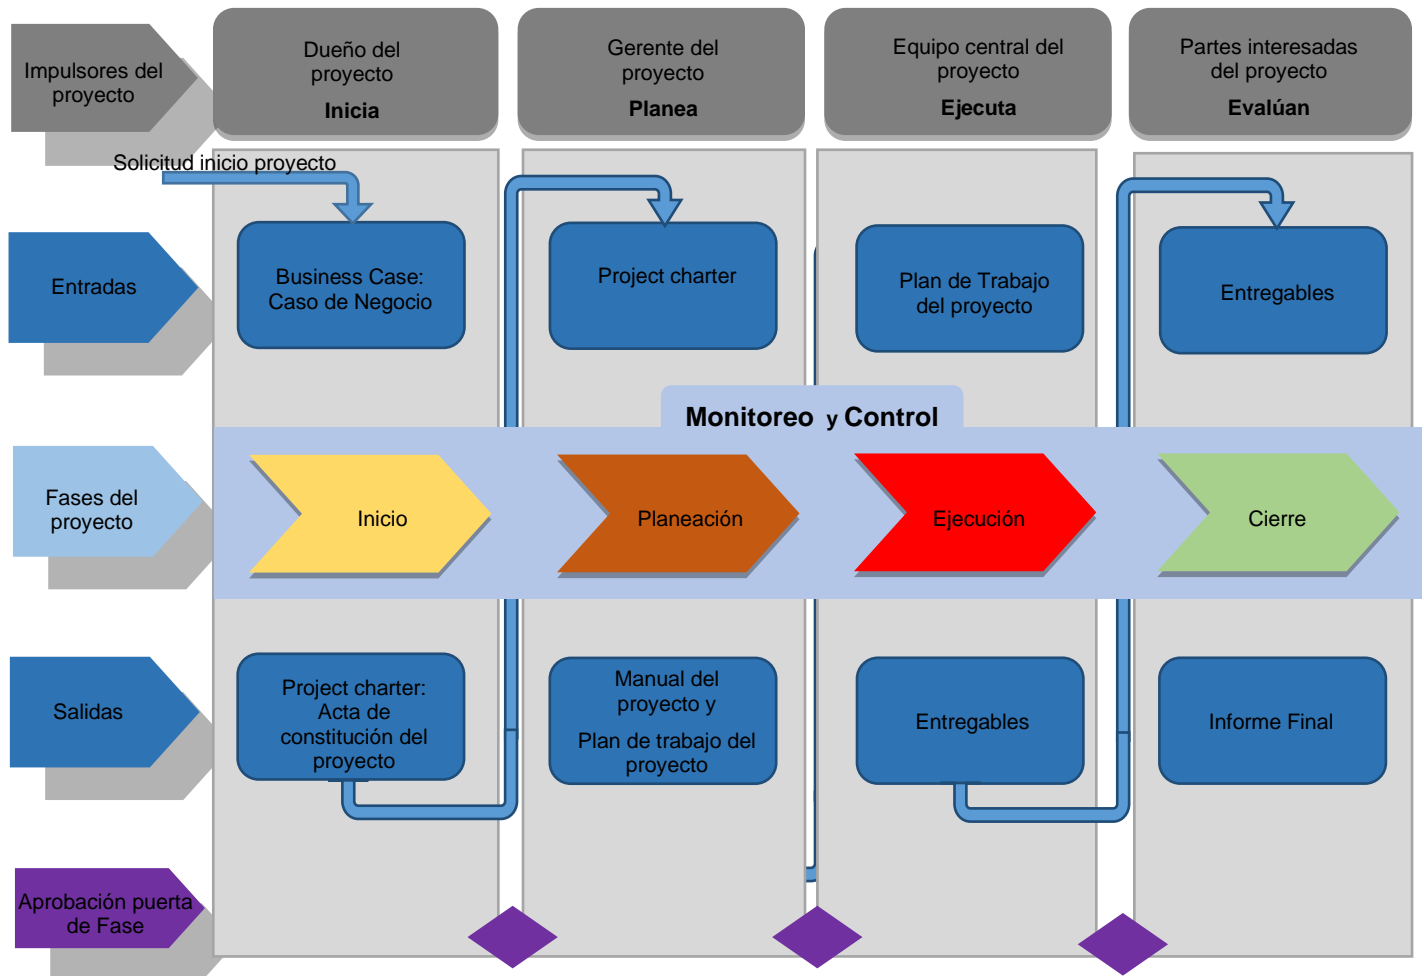 Impulsores del
proyecto
Dueño del
proyecto
Inicia
Gerente del
proyecto
Planea
Equipo central del
proyecto
Ejecuta
Partes interesadas
del proyecto
Evalúan
Solicitud inicio proyecto
Entradas
Business Case:
Caso de Negocio
Project charter
Plan de Trabajo
del proyecto
Entregables
Monitoreo y Control
Fases del
proyecto
Inicio
Planeación
Ejecución
Cierre
Salidas
Project charter:
Acta de
constitución del
proyecto
Manual del
proyecto y
Plan de trabajo del
proyecto
Entregables
Informe Final
Aprobación puerta
de Fase